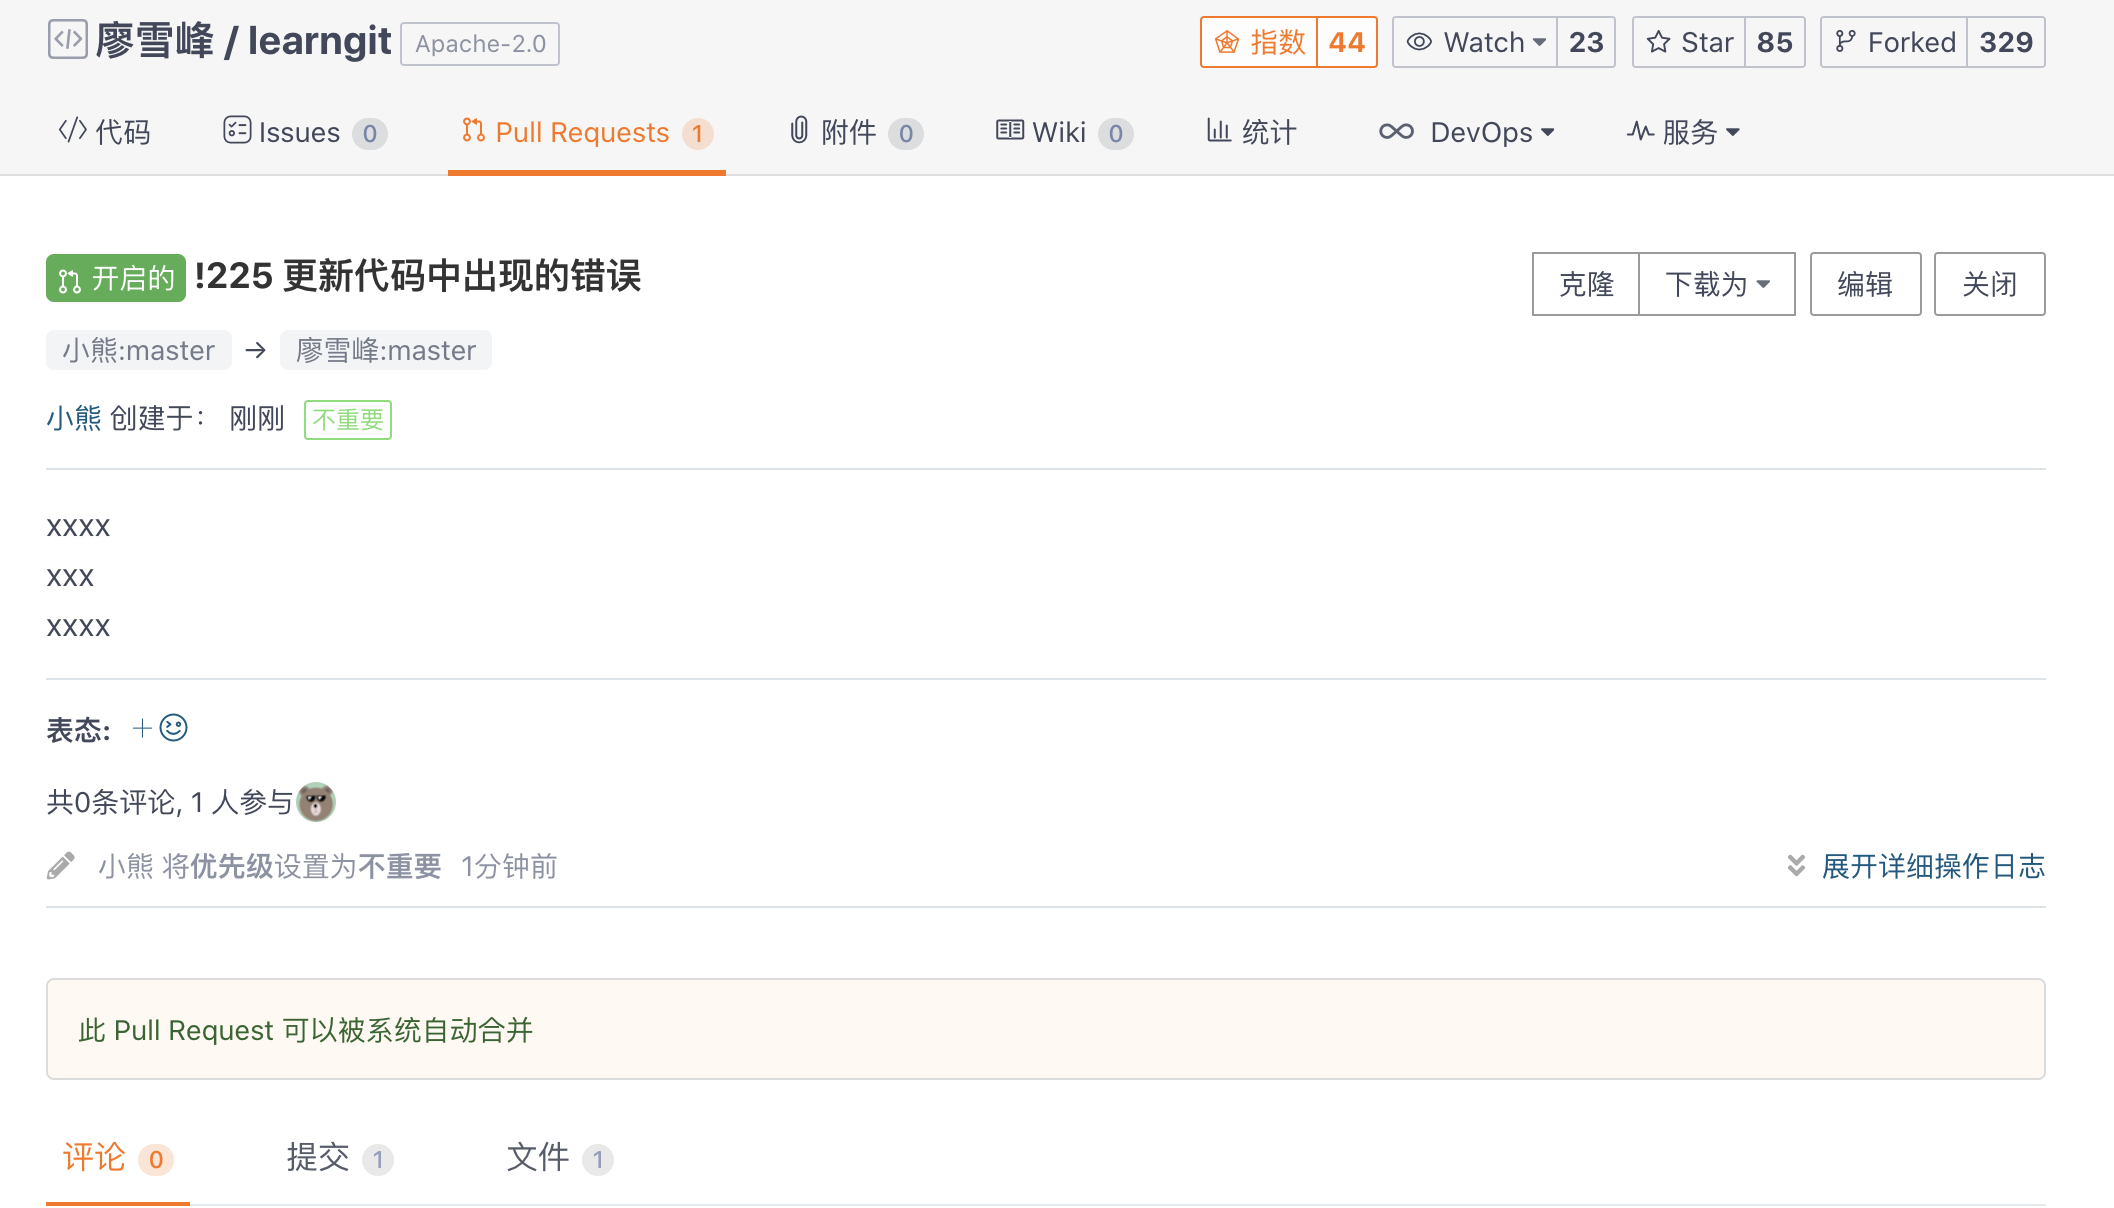 廖雪峰 / learngit Apache-2.0 指数 44 Watch 23 Star 85 Forked 329
代码 Issues 0 Pull Requests 1 附件 0 Wiki 0 统计 DevOps 服务
开启的 !225 更新代码中出现的错误 克隆 下载为 编辑 关闭
小熊:master → 廖雪峰:master
小熊 创建于： 刚刚 不重要
xxxx
xxx
xxxx
表态: +
共0条评论, 1 人参与
小熊 将优先级设置为不重要 1分钟前 展开详细操作日志
此 Pull Request 可以被系统自动合并
评论 0 提交 1 文件 1